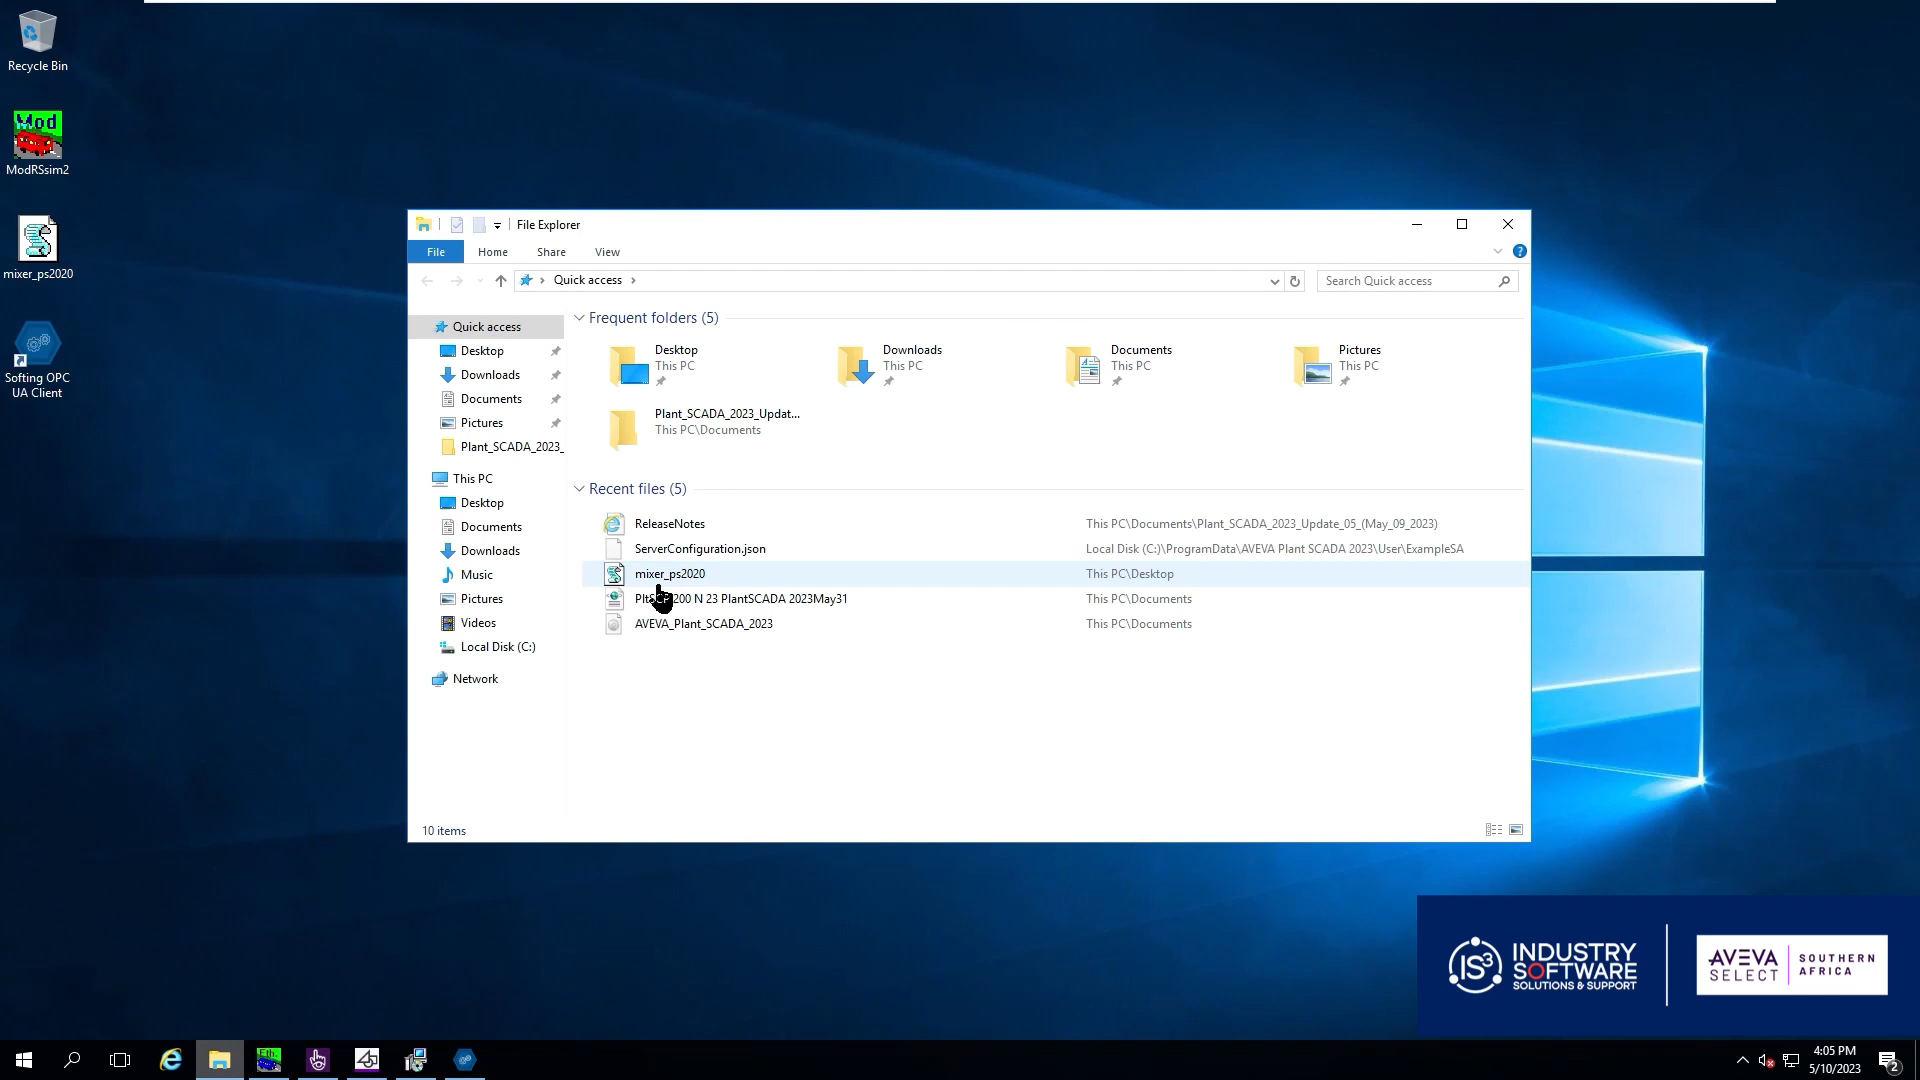 Recycle Bin
Mod
ModRSsim2
mixer_ps2020
Softing OPC
UA Client
File Explorer
File
Home
Share
View
Quick access
Search Quick access
Quick access
Desktop
Downloads
Documents
Pictures
Plant_SCADA_2023_
This PC
Desktop
Documents
Downloads
Music
Pictures
Videos
Local Disk (C:)
Network
Frequent folders (5)
Desktop
This PC
Downloads
This PC
Documents
This PC
Pictures
This PC
Plant_SCADA_2023_Updat...
This PC\Documents
Recent files (5)
ReleaseNotes This PC\Documents\Plant_SCADA_2023_Update_05_(May_09_2023)
ServerConfiguration.json Local Disk (C:)\ProgramData\AVEVA Plant SCADA 2023\User\ExampleSA
mixer_ps2020 This PC\Desktop
200 N 23 PlantSCADA 2023May31 This PC\Documents
AVEVA_Plant_SCADA_2023 This PC\Documents
10 items
IS3
INDUSTRY
SOFTWARE
SOLUTIONS & SUPPORT
AVEVA
SELECT
SOUTHERN
AFRICA
Eth.
4:05 PM
5/10/2023
2